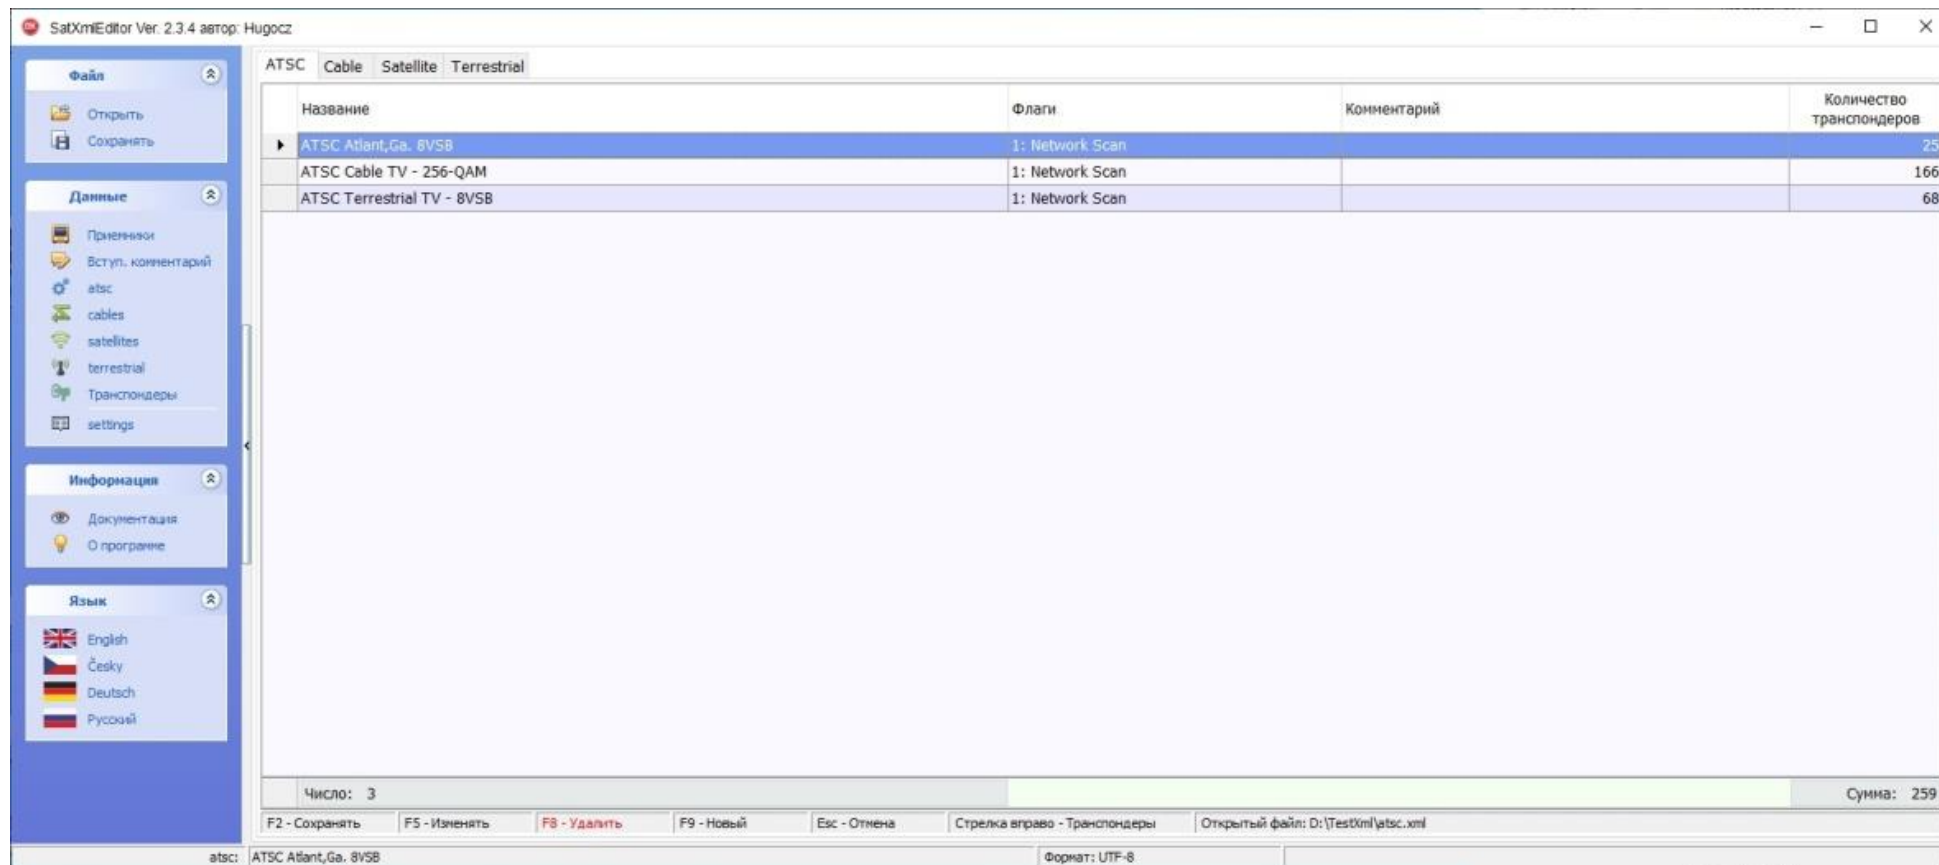 SatXmlEditor Ver. 2.3.4 автор: Hugocz
Файл
Открыть
Сохранять
Данные
Приемники
Вступ. комментарий
atsc
cables
satellites
terrestrial
Транспондеры
settings
Информация
Документация
О программе
Язык
English
Česky
Deutsch
Русский
ATSC Cable Satellite Terrestrial
Название Флаги Комментарий Количество транспондеров
ATSC Atlant,Ga. 8VSB 1: Network Scan 25
ATSC Cable TV - 256-QAM 1: Network Scan 166
ATSC Terrestrial TV - 8VSB 1: Network Scan 68
Число: 3 Сумма: 259
F2 - Сохранять F5 - Изменять F8 - Удалить F9 - Новый Esc - Отмена Стрелка вправо - Транспондеры Открытый файл: D:\TestXml\atsc.xml
atsc: ATSC Atlant,Ga. 8VSB Формат: UTF-8